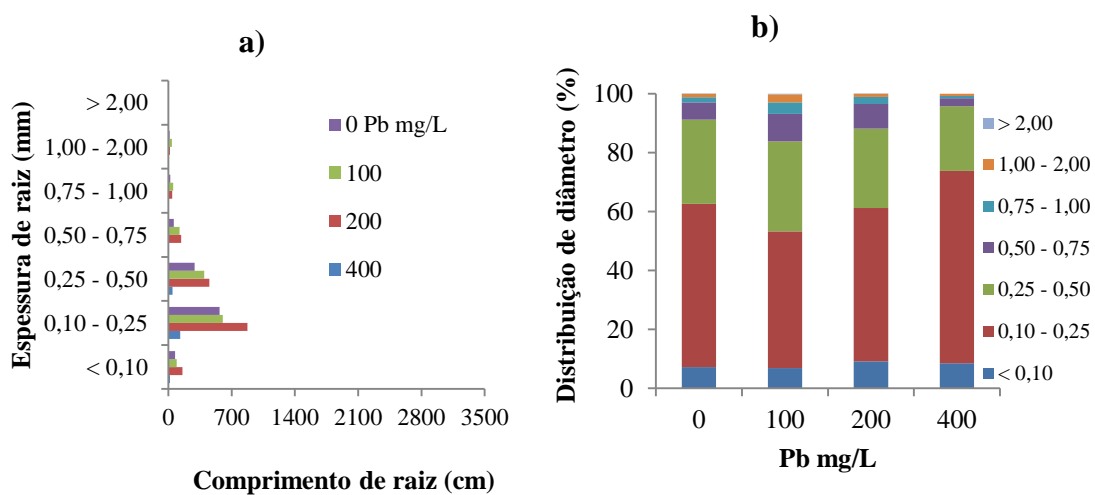 a)
Espessura de raiz (mm)
> 2,00
1,00 - 2,00
0,75 - 1,00
0,50 - 0,75
0,25 - 0,50
0,10 - 0,25
< 0,10
0 700 1400 2100 2800 3500
Comprimento de raiz (cm)
0 Pb mg/L
100
200
400
b)
Distribuição de diâmetro (%)
100
80
60
40
20
0
0 100 200 400
Pb mg/L
> 2,00
1,00 - 2,00
0,75 - 1,00
0,50 - 0,75
0,25 - 0,50
0,10 - 0,25
< 0,10